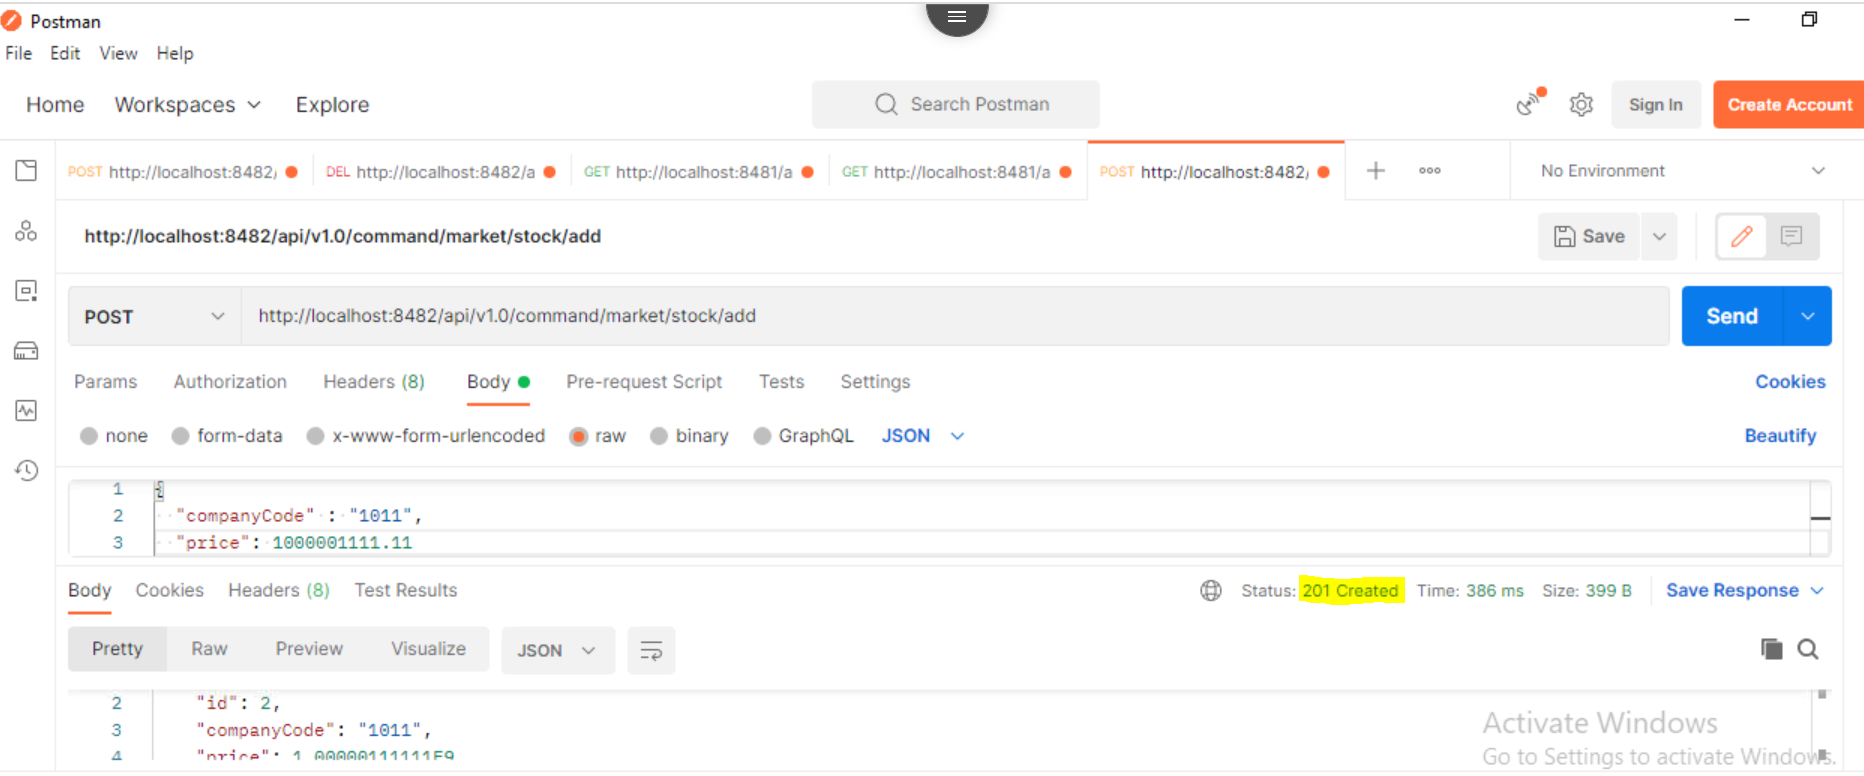 Postman
File Edit View Help
Home Workspaces Explore Search Postman Sign In Create Account
POST http://localhost:8482/ DEL http://localhost:8482/a GET http://localhost:8481/a GET http://localhost:8481/a POST http://localhost:8482/ + ooo No Environment
http://localhost:8482/api/v1.0/command/market/stock/add Save
POST http://localhost:8482/api/v1.0/command/market/stock/add Send
Params Authorization Headers (8) Body Pre-request Script Tests Settings Cookies
none form-data x-www-form-urlencoded raw binary GraphQL JSON Beautify
1 {
2 "companyCode" : "1011",
3 "price": 1000001111.11
Body Cookies Headers (8) Test Results Status: 201 Created Time: 386 ms Size: 399 B Save Response
Pretty Raw Preview Visualize JSON
2 "id": 2,
3 "companyCode": "1011",
4 "price": 1.00000111111E9
Activate Windows
Go to Settings to activate Windows.